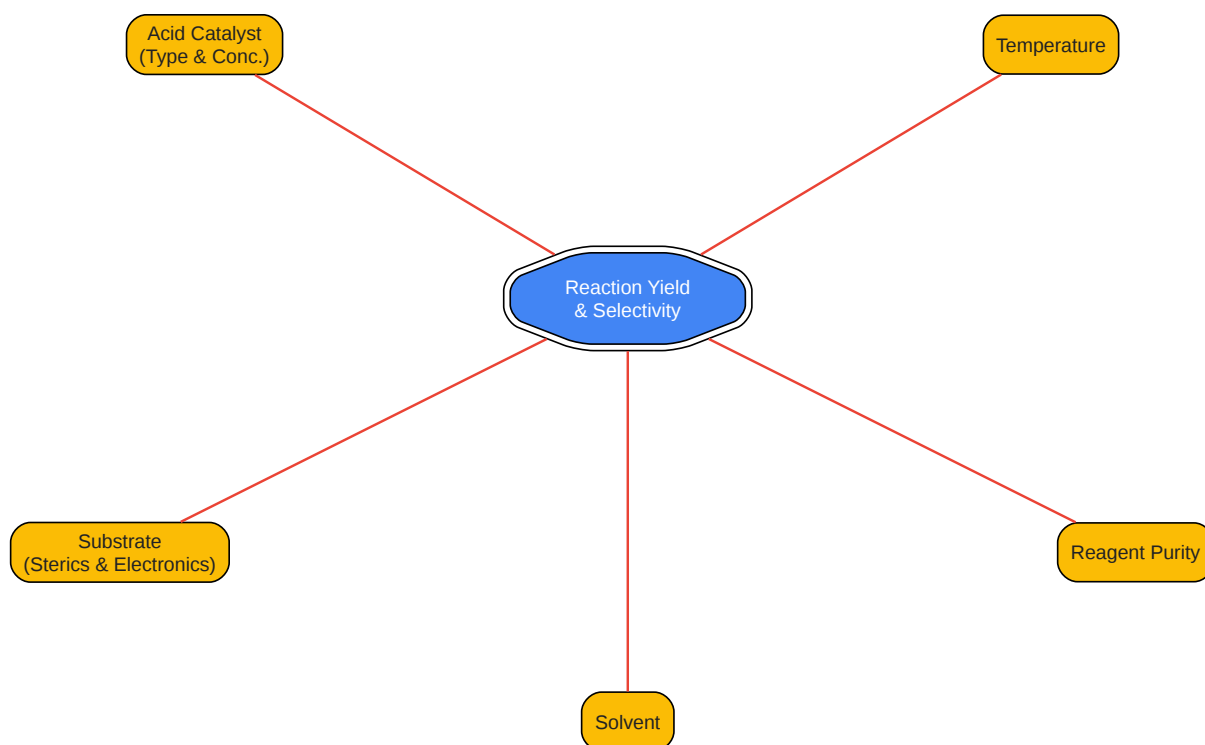 Acid Catalyst
(Type & Conc.)
Temperature
Reaction Yield
& Selectivity
Substrate
(Sterics & Electronics)
Reagent Purity
Solvent